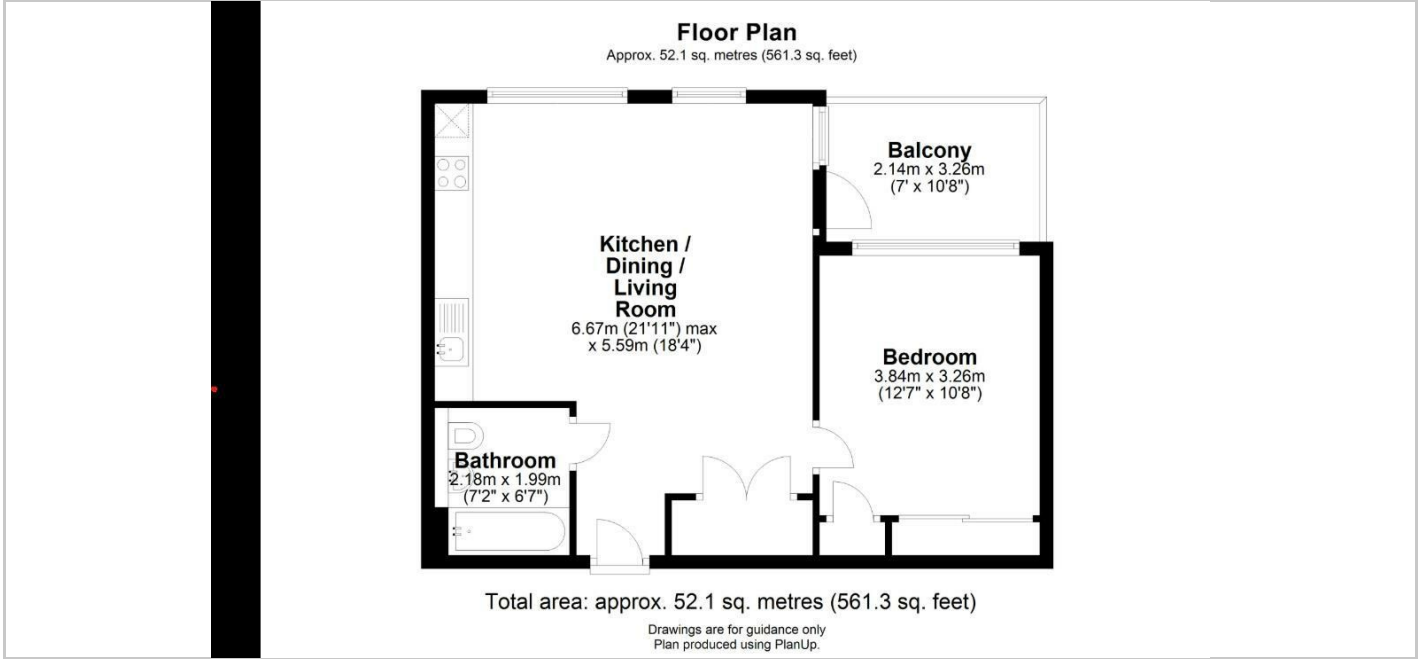 Floor Plan
Approx. 52.1 sq. metres (561.3 sq. feet)
Balcony
2.14m x 3.26m
(7' x 10'8")
Kitchen /
Dining /
Living
Room
6.67m (21'11") max
x 5.59m (18'4")
Bedroom
3.84m x 3.26m
(12'7" x 10'8")
Bathroom
2.18m x 1.99m
(7'2" x 6'7")
Total area: approx. 52.1 sq. metres (561.3 sq. feet)
Drawings are for guidance only
Plan produced using PlanUp.